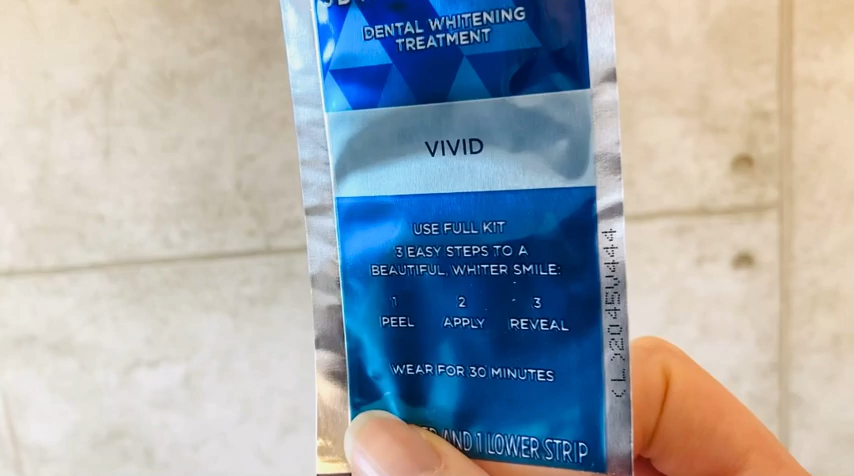 DENTAL WHITENING
TREATMENT
VIVID
USE FULL KIT
3 EASY STEPS TO A
BEAUTIFUL, WHITER SMILE:
1 2 3
PEEL APPLY REVEAL
WEAR FOR 30 MINUTES
AND 1 LOWER STRIP